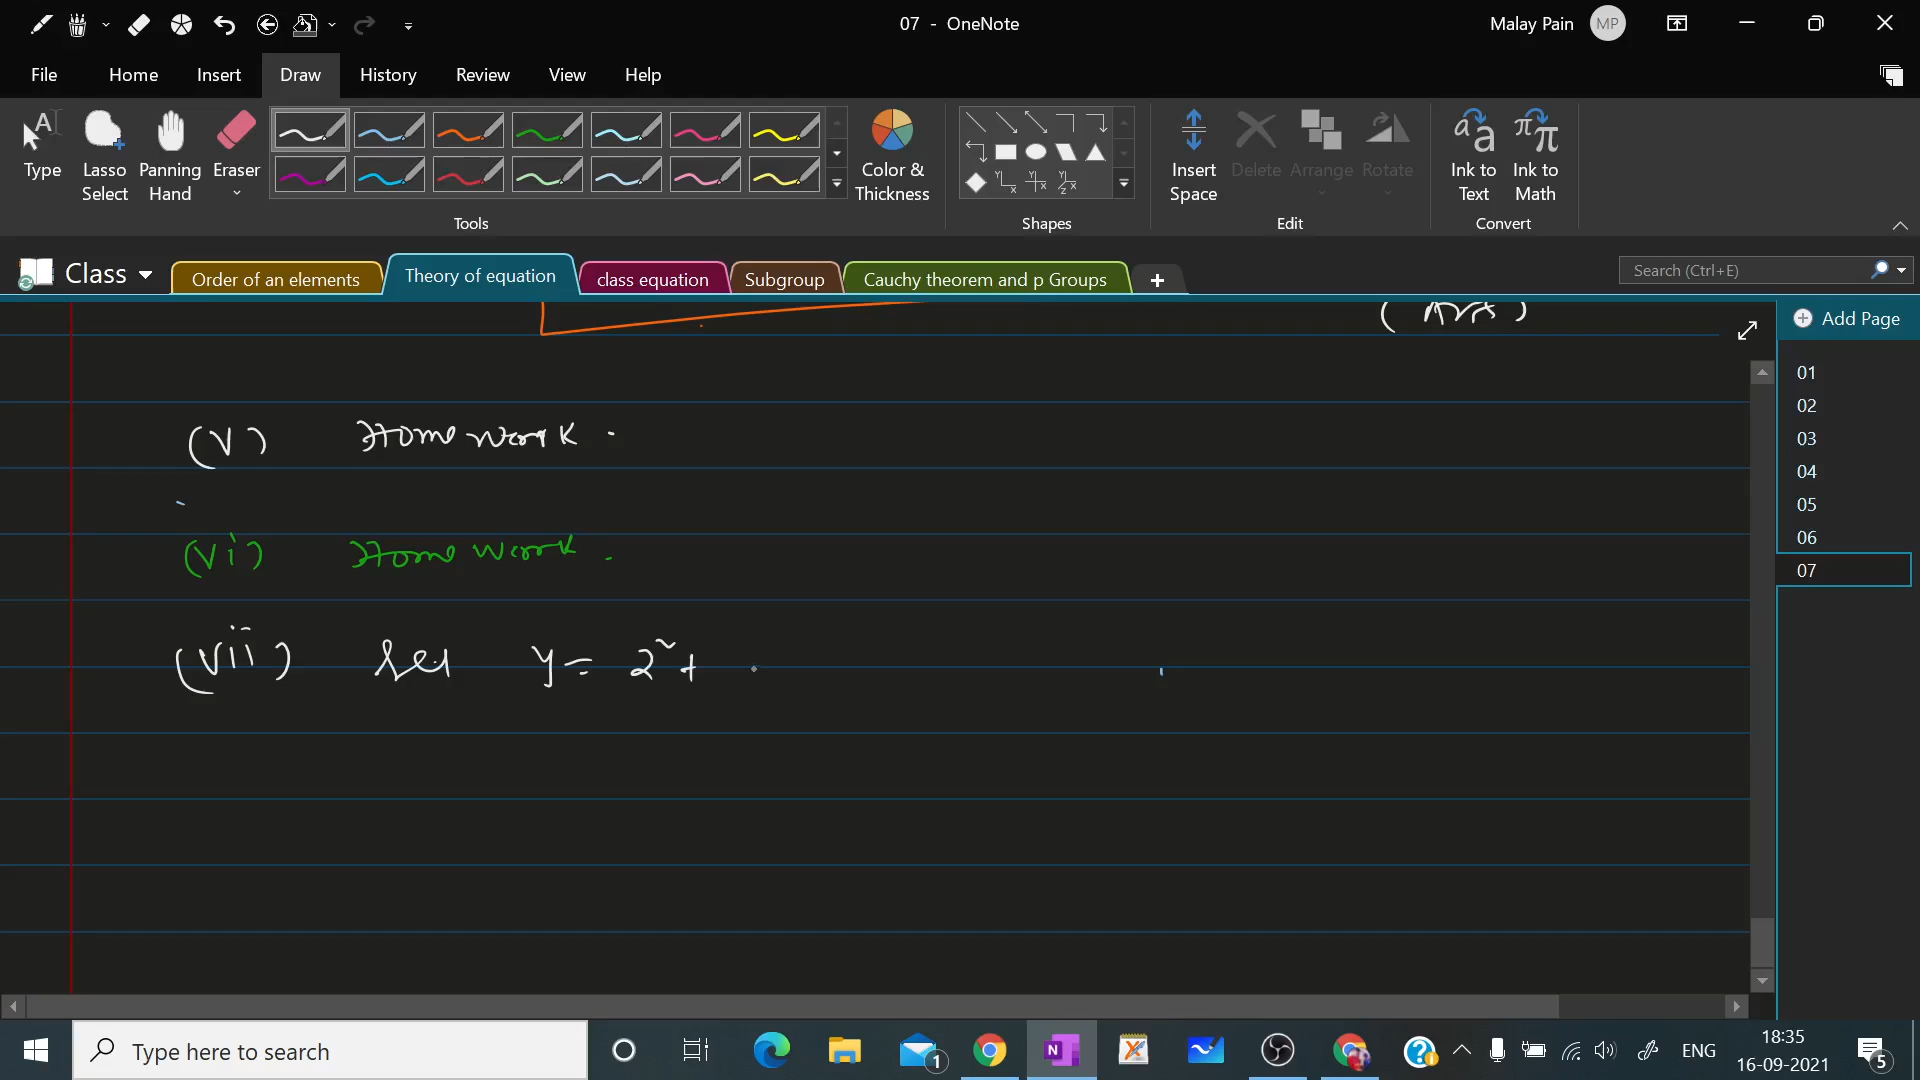 07 - OneNote
Malay Pain MP
File Home Insert Draw History Review View Help
Type
Lasso Select
Panning Hand
Eraser
Color & Thickness
Insert Space
Delete Arrange Rotate
Ink to Text
Ink to Math
Tools Shapes Edit Convert
Class Order of an elements Theory of equation class equation Subgroup Cauchy theorem and p Groups
Search (Ctrl+E)
Add Page
01
02
03
04
05
06
07
(V) Home work .
(vi) Home work .
(vii) Let y = 2² +
Type here to search
1
ENG
18:35
16-09-2021
5